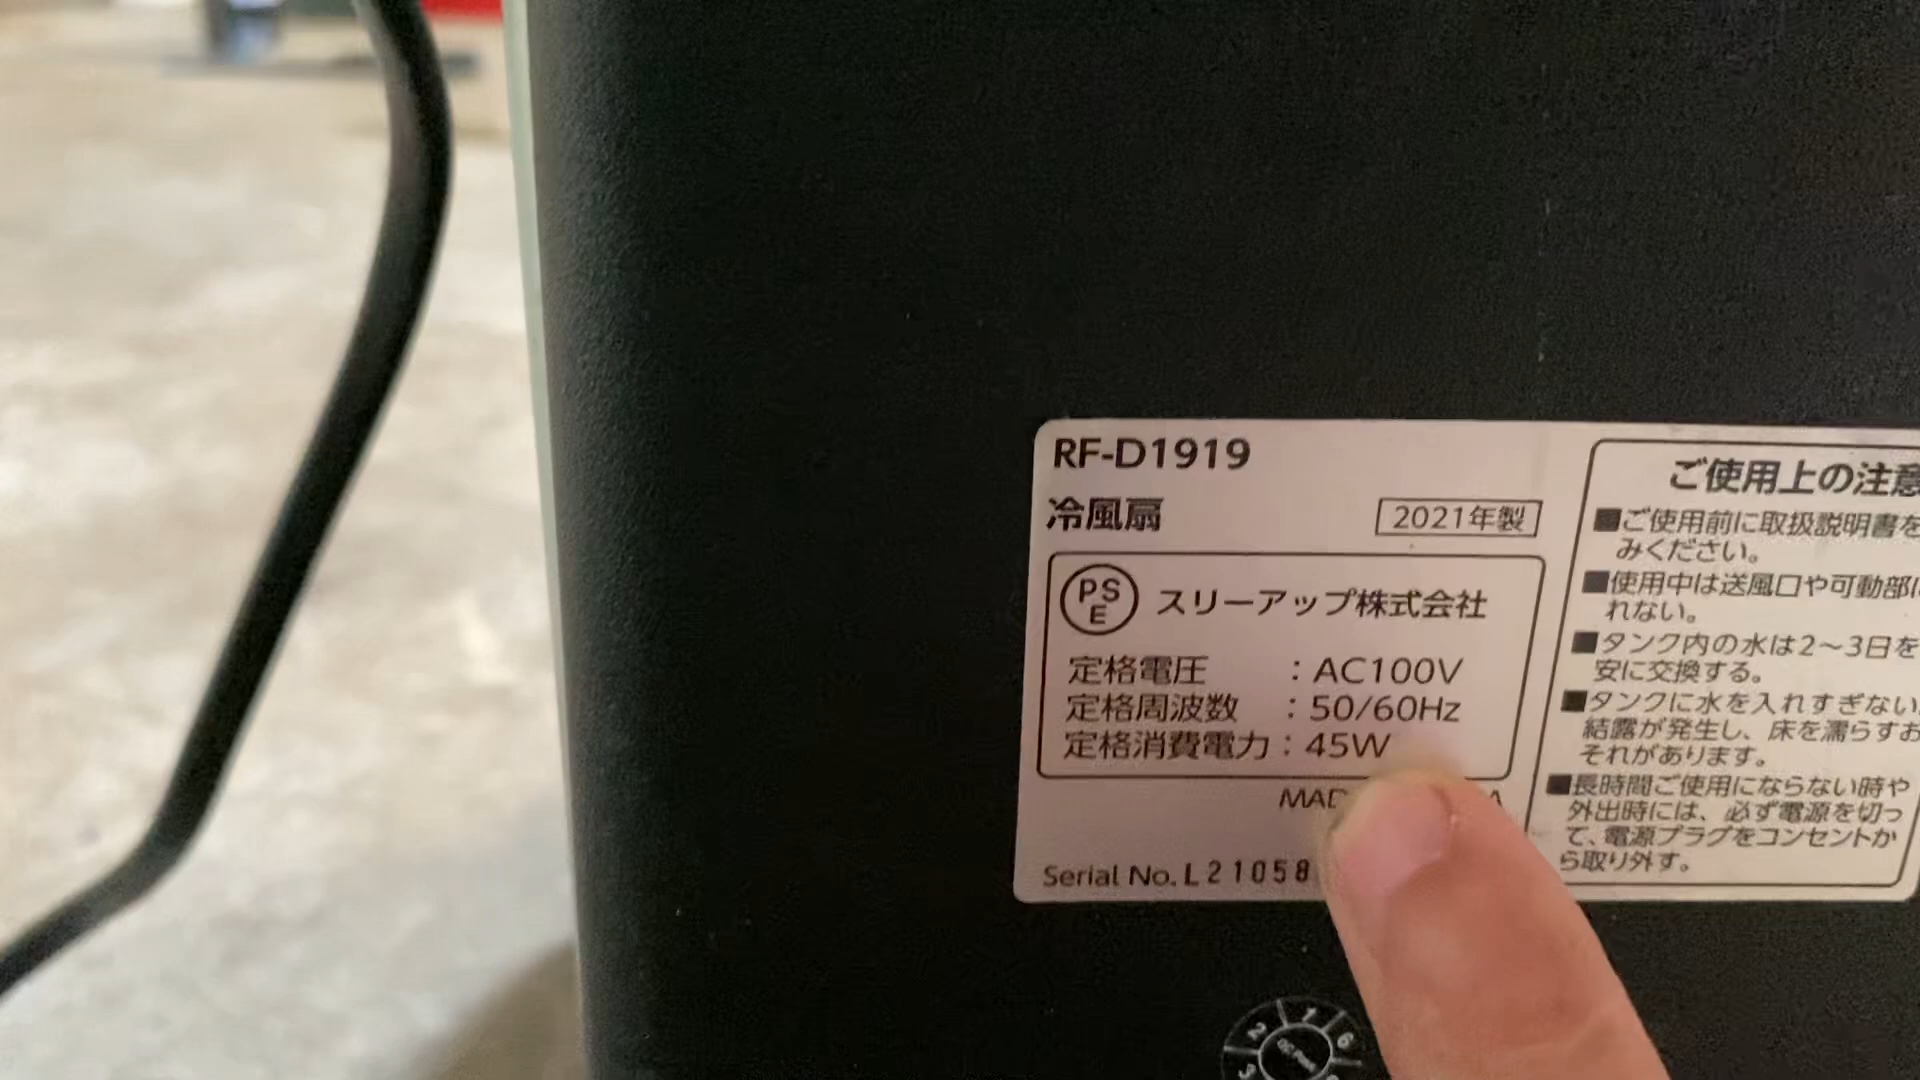 RF-D1919
冷風扇
2021年製
PSE スリーアップ株式会社
定格電圧 : AC100V
定格周波数 : 50/60Hz
定格消費電力 : 45W
MAD
Serial No. L21058
ご使用上の注意
■ご使用前に取扱説明書を
みください。
■使用中は送風口や可動部に
れない。
■タンク内の水は2〜3日を
安に交換する。
■タンクに水を入れすぎない。
結露が発生し、床を濡らすお
それがあります。
■長時間ご使用にならない時や
外出時には、必ず電源を切っ
て、電源プラグをコンセントか
ら取り外す。
2 1 6
3